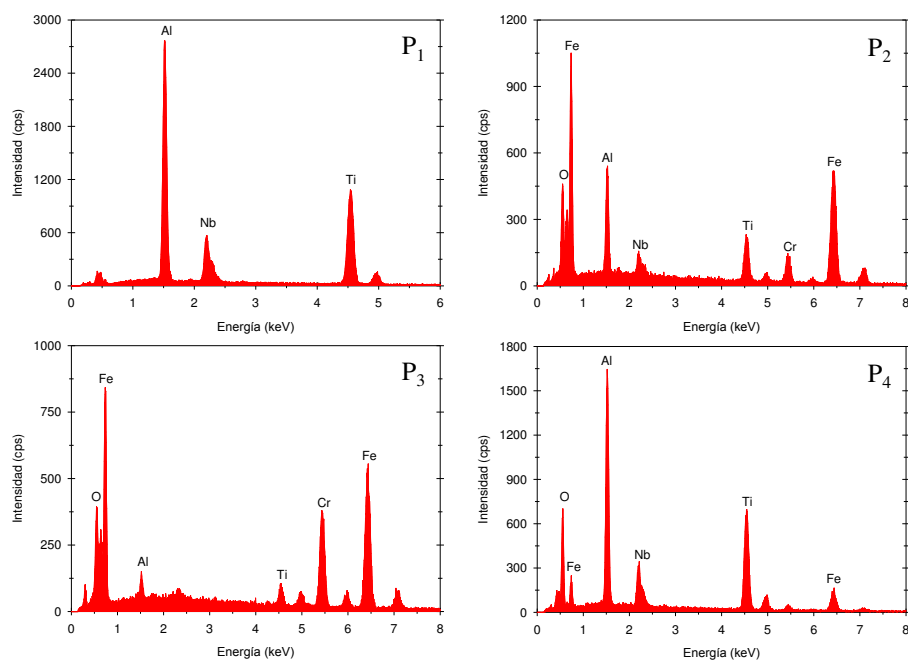 P1
Intensidad (cps)
3000
2400
1800
1200
600
0
Al
Nb
Ti
0 1 2 3 4 5 6
Energía (keV)
P2
Intensidad (cps)
1200
900
600
300
0
Fe
O
Al
Nb
Ti
Cr
Fe
0 1 2 3 4 5 6 7 8
Energía (keV)
P3
Intensidad (cps)
1000
750
500
250
0
Fe
O
Al
Ti
Cr
Fe
0 1 2 3 4 5 6 7 8
Energía (keV)
P4
Intensidad (cps)
1800
1500
1200
900
600
300
0
Al
O
Fe
Nb
Ti
Fe
0 1 2 3 4 5 6 7 8
Energía (keV)